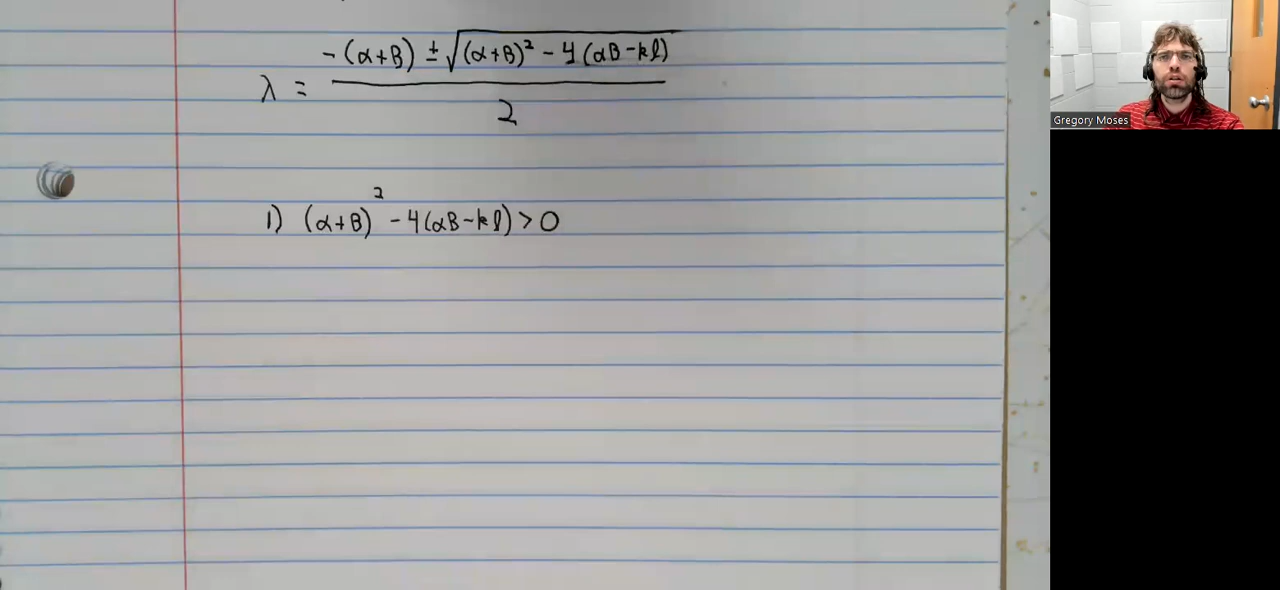 λ = -(α+β) ± √(α+β)² - 4(αβ-kl) / 2
1) (α+β)² - 4(αβ-kl) > 0
Gregory Moses